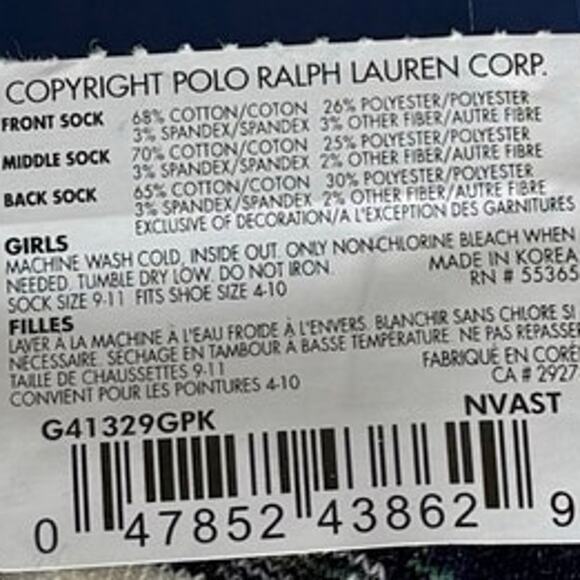 COPYRIGHT POLO RALPH LAUREN CORP.
FRONT SOCK 68% COTTON/COTON 26% POLYESTER/POLYESTER
3% SPANDEX/SPANDEX 3% OTHER FIBER/AUTRE FIBRE
MIDDLE SOCK 70% COTTON/COTON 25% POLYESTER/POLYESTER
3% SPANDEX/SPANDEX 2% OTHER FIBER/AUTRE FIBRE
BACK SOCK 65% COTTON/COTON 30% POLYESTER/POLYESTER
3% SPANDEX/SPANDEX 2% OTHER FIBER/AUTRE FIBRE
EXCLUSIVE OF DECORATION/A L'EXCEPTION DES GARNITURES
GIRLS
MACHINE WASH COLD, INSIDE OUT. ONLY NON-CHLORINE BLEACH WHEN
NEEDED. TUMBLE DRY LOW. DO NOT IRON. MADE IN KOREA
SOCK SIZE 9-11 FITS SHOE SIZE 4-10 RN # 55365
FILLES
LAVER A LA MACHINE À L'EAU FROIDE À L'ENVERS. BLANCHIR SANS CHLORE SI
NÉCESSAIRE. SÉCHAGE EN TAMBOUR À BASSE TEMPÉRATURE. NE PAS REPASSER
TAILLE DE CHAUSSETTES 9-11 FABRIQUÉ EN CORÉ
CONVIENT POUR LES POINTURES 4-10 CA # 2927
G41329GPK NVAST
0 47852 43862 9